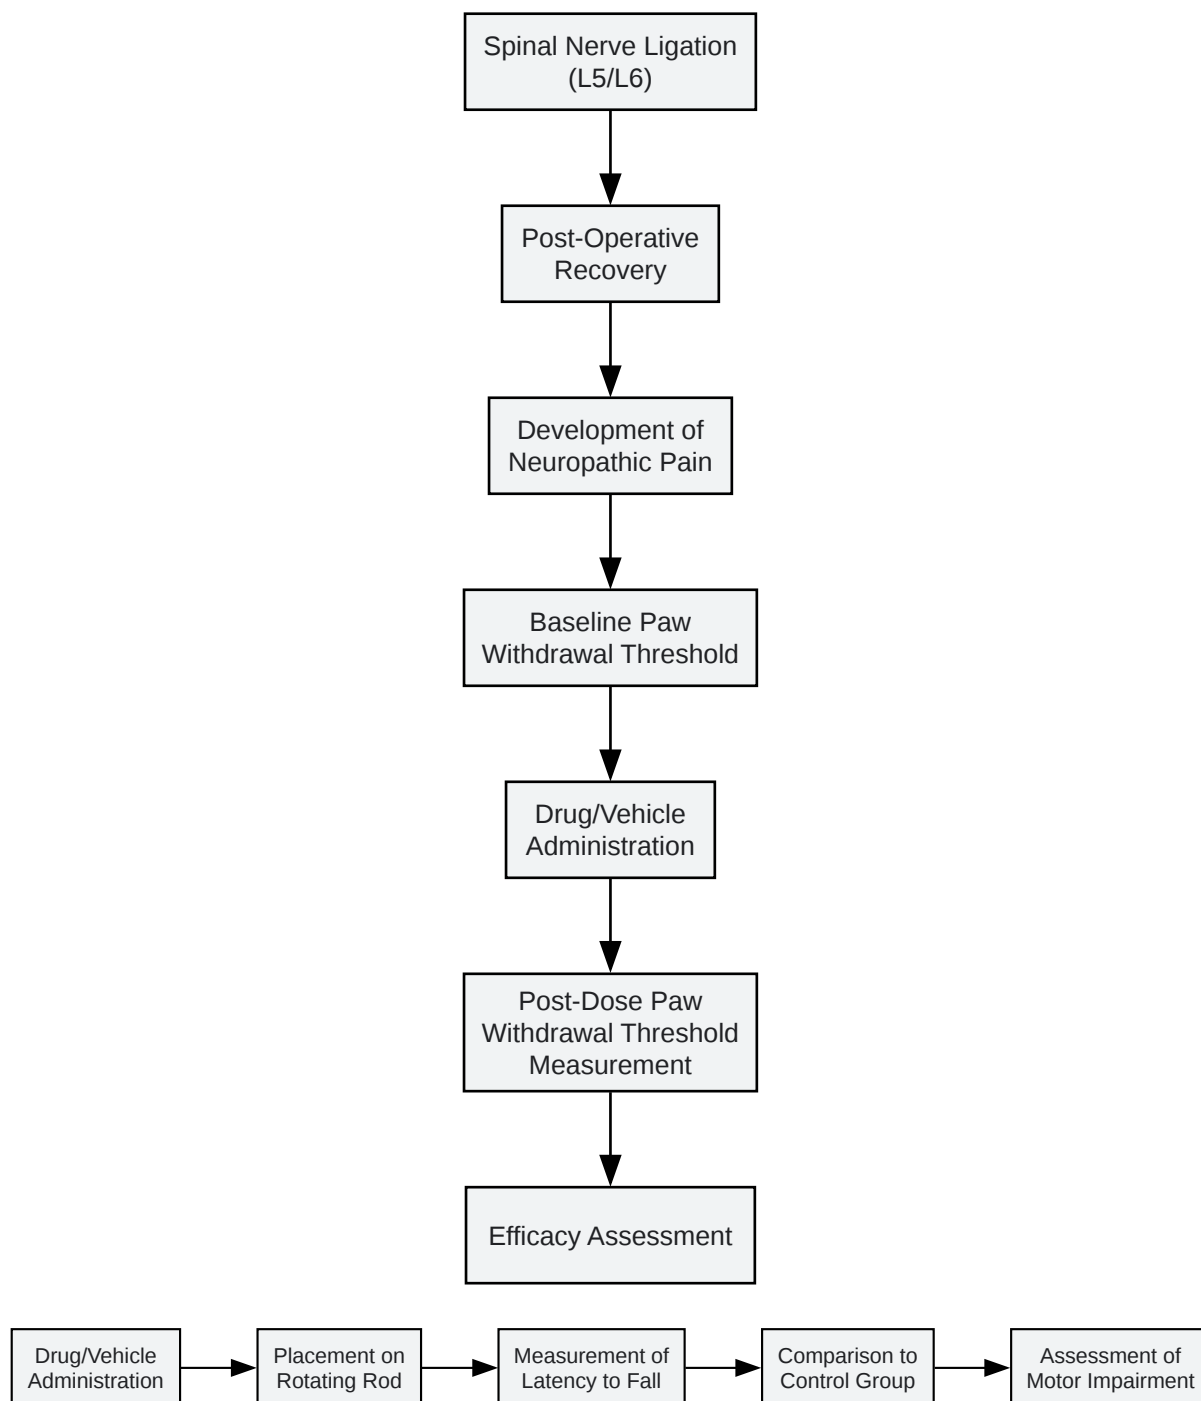 Spinal Nerve Ligation
(L5/L6)
Post-Operative
Recovery
Development of
Neuropathic Pain
Baseline Paw
Withdrawal Threshold
Drug/Vehicle
Administration
Post-Dose Paw
Withdrawal Threshold
Measurement
Efficacy Assessment
Drug/Vehicle
Administration
Placement on
Rotating Rod
Measurement of
Latency to Fall
Comparison to
Control Group
Assessment of
Motor Impairment